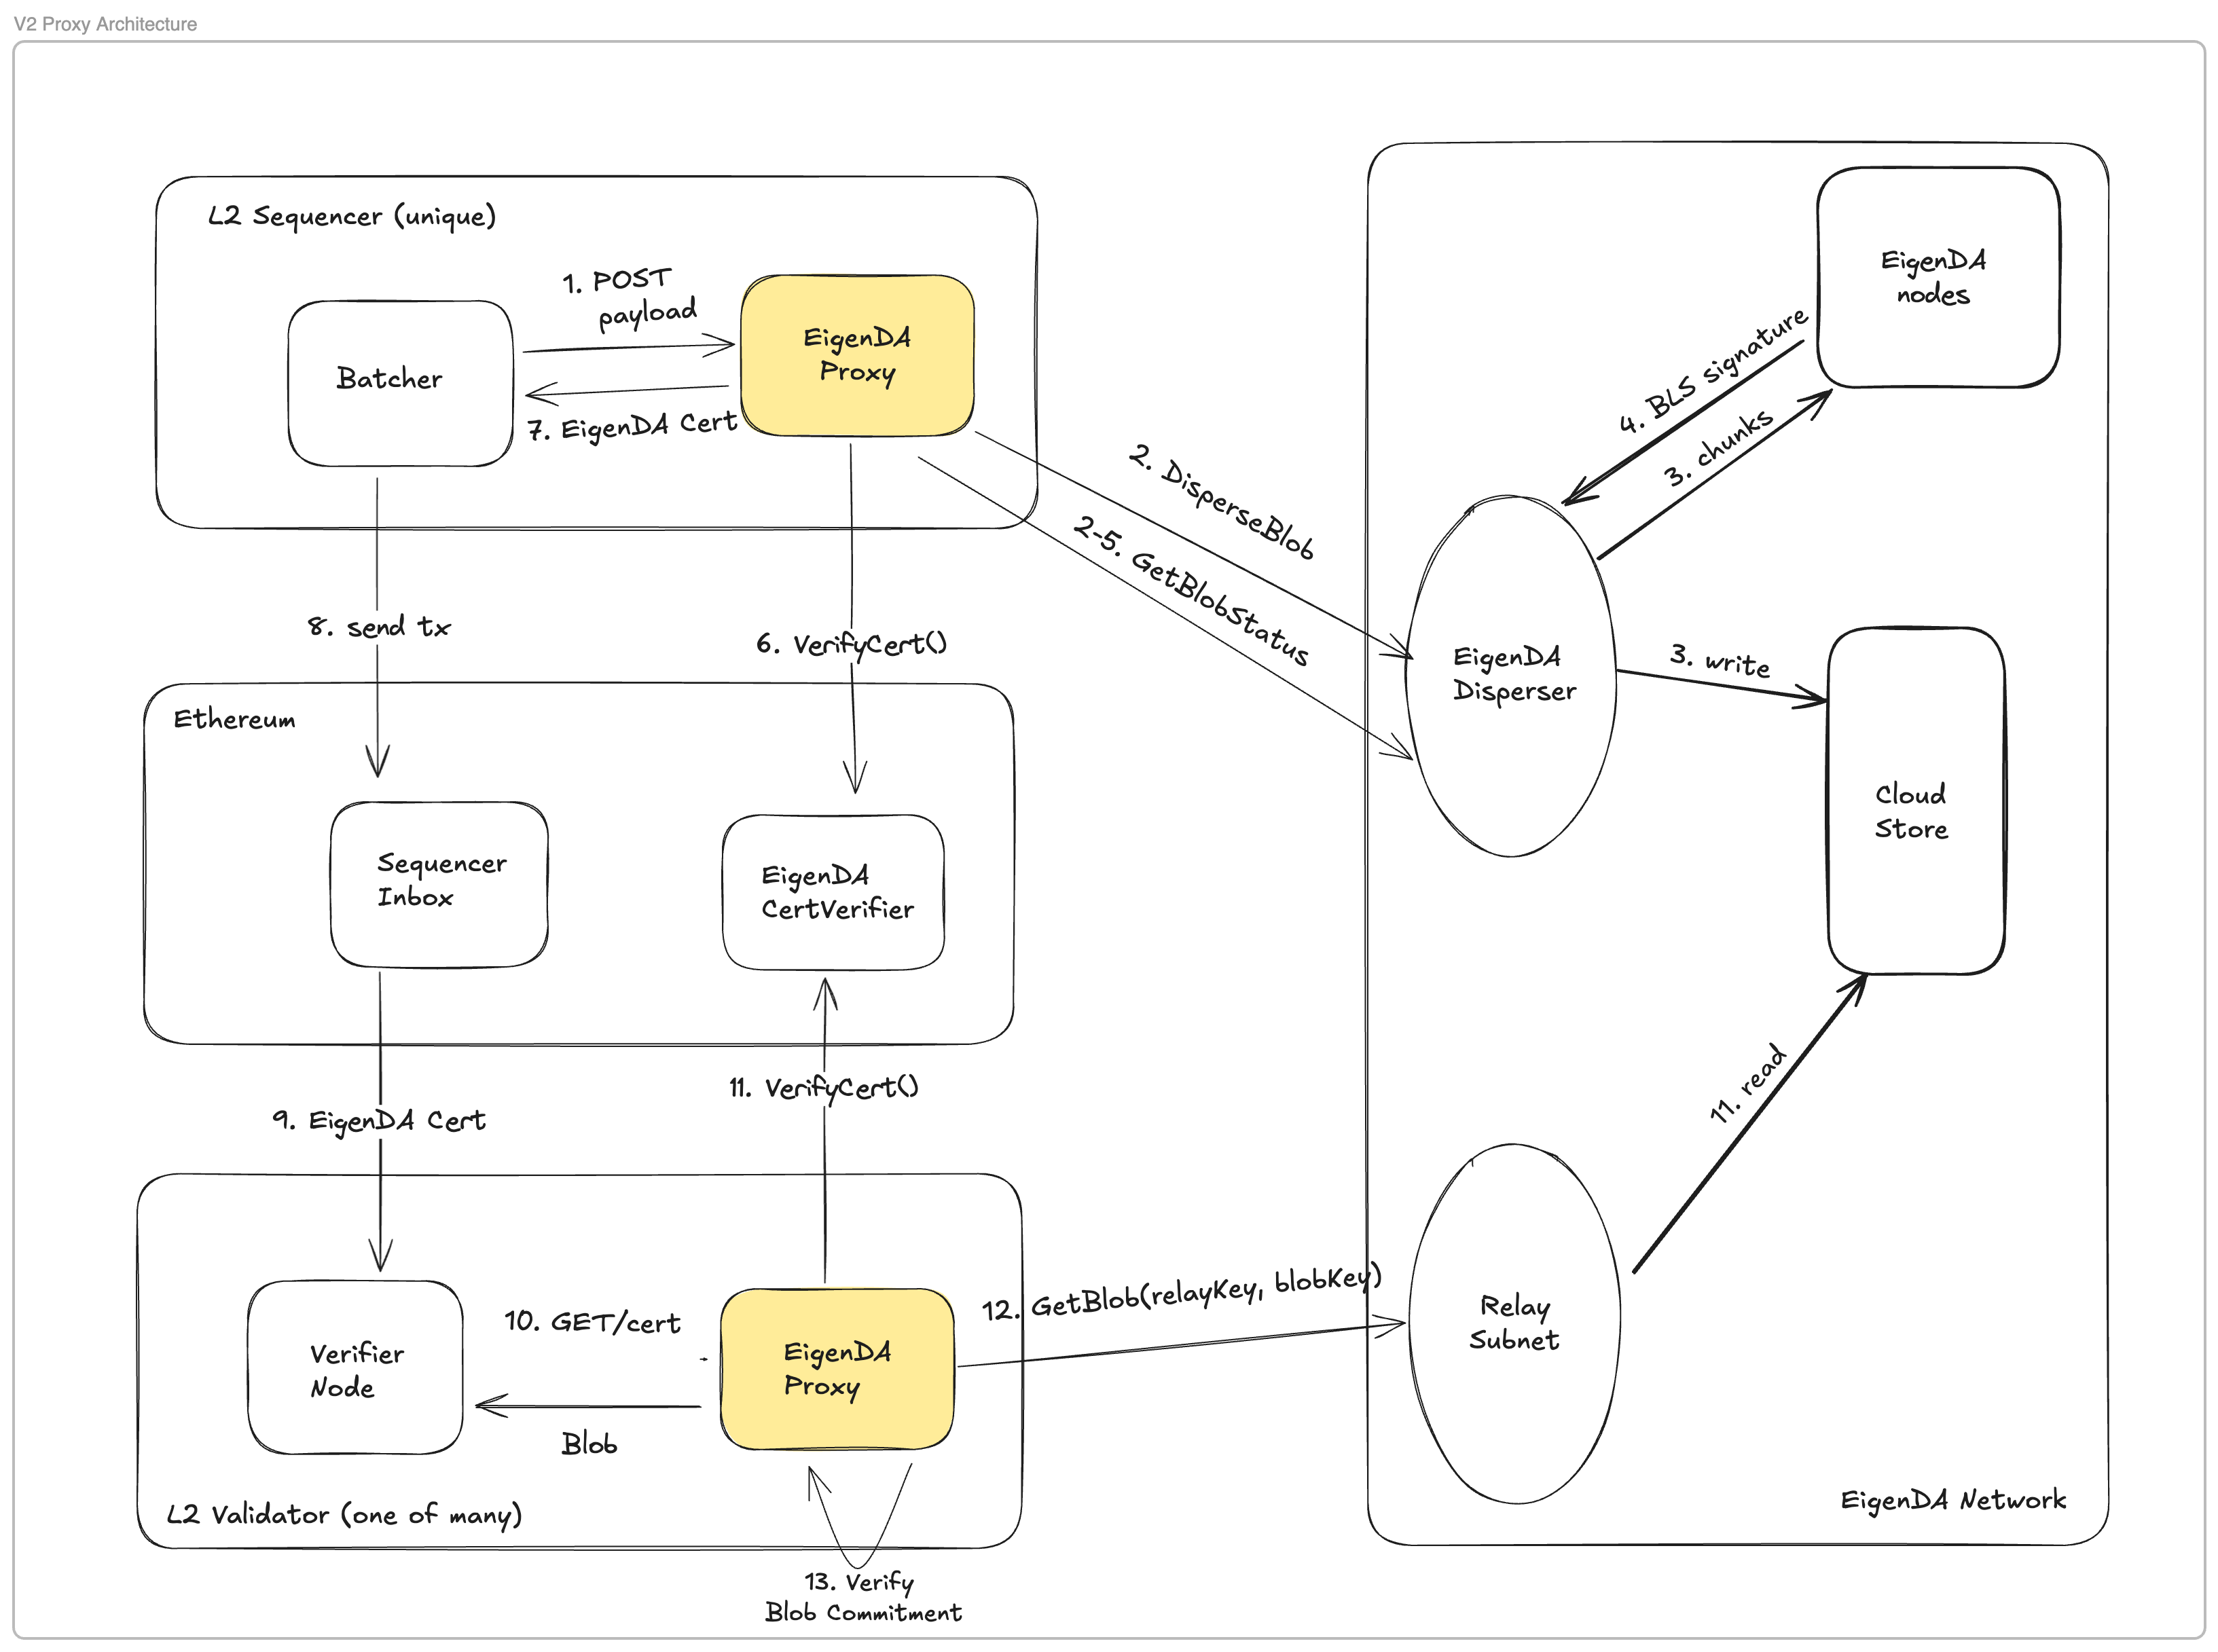 V2 Proxy Architecture
L2 Sequencer (unique)
1. POST
payload
Batcher
EigenDA
Proxy
7. EigenDA Cert
2. DisperseBlob
2-5. GetBlobStatus
8. send tx
6. VerifyCert()
Ethereum
Sequencer
Inbox
EigenDA
CertVerifier
9. EigenDA Cert
11. VerifyCert()
Verifier
Node
10. GET/cert
EigenDA
Proxy
Blob
L2 Validator (one of many)
13. Verify
Blob Commitment
12. GetBlob(relayKey, blobKey)
EigenDA
nodes
4. BLS signature
3. chunks
EigenDA
Disperser
3. write
Cloud
Store
11. read
Relay
Subnet
EigenDA Network